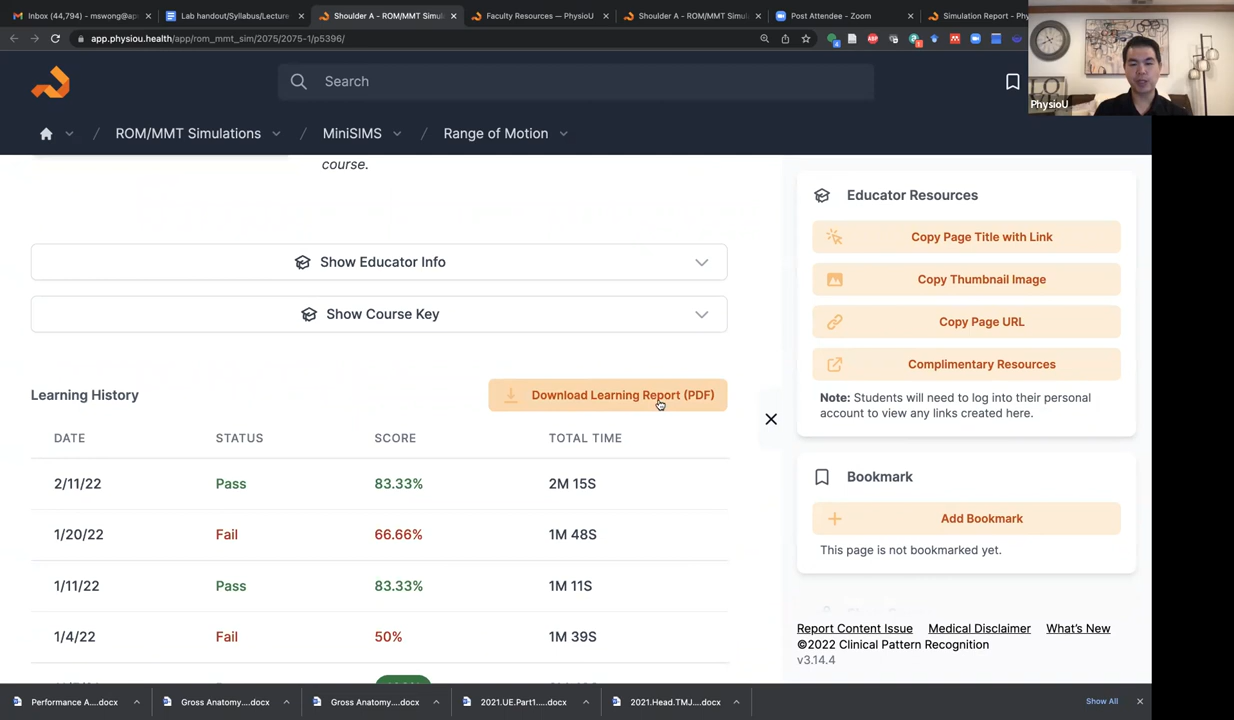 Inbox (44,794) - mswong@ap
Lab handout/Syllabus/Lecture
Shoulder A - ROM/MMT Simul
Faculty Resources — PhysioU
Shoulder A - ROM/MMT Simul
Post Attendee - Zoom
Simulation Report - Phy
app.physiou.health/app/rom_mmt_sim/2075/2075-1/p5396/
Search
PhysioU
/ ROM/MMT Simulations / MiniSIMS / Range of Motion
course.
Show Educator Info
Show Course Key
Learning History
Download Learning Report (PDF)
DATE STATUS SCORE TOTAL TIME
2/11/22 Pass 83.33% 2M 15S
1/20/22 Fail 66.66% 1M 48S
1/11/22 Pass 83.33% 1M 11S
1/4/22 Fail 50% 1M 39S
Educator Resources
Copy Page Title with Link
Copy Thumbnail Image
Copy Page URL
Complimentary Resources
Note: Students will need to log into their personal
account to view any links created here.
Bookmark
Add Bookmark
This page is not bookmarked yet.
Report Content Issue Medical Disclaimer What's New
©2022 Clinical Pattern Recognition
v3.14.4
Performance A....docx
Gross Anatomy....docx
Gross Anatomy....docx
2021.UE.Part1.....docx
2021.Head.TMJ....docx
Show All